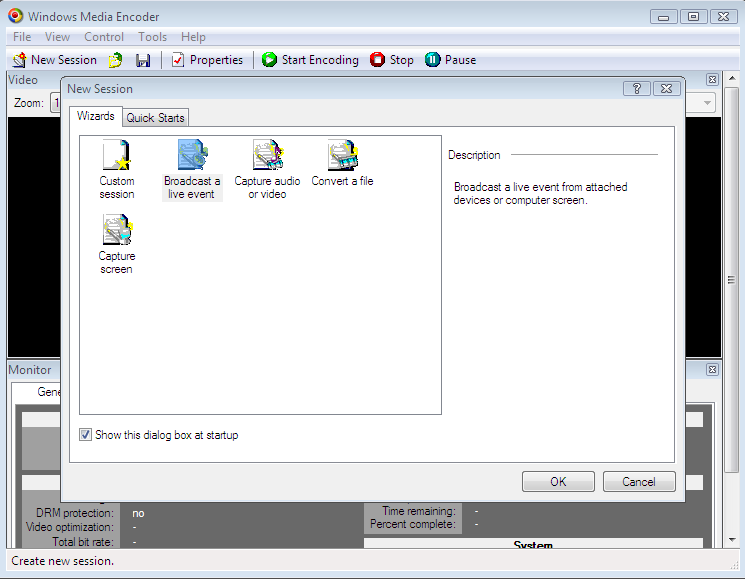 Windows Media Encoder
File View Control Tools Help
New Session Properties Start Encoding Stop Pause
Video
Zoom:
New Session
Wizards Quick Starts
Custom session
Broadcast a live event
Capture audio or video
Convert a file
Capture screen
Description
Broadcast a live event from attached
devices or computer screen.
Show this dialog box at startup
OK Cancel
Monitor
DRM protection: no
Video optimization: -
Total bit rate: -
Time remaining: -
Percent complete: -
System
Create new session.